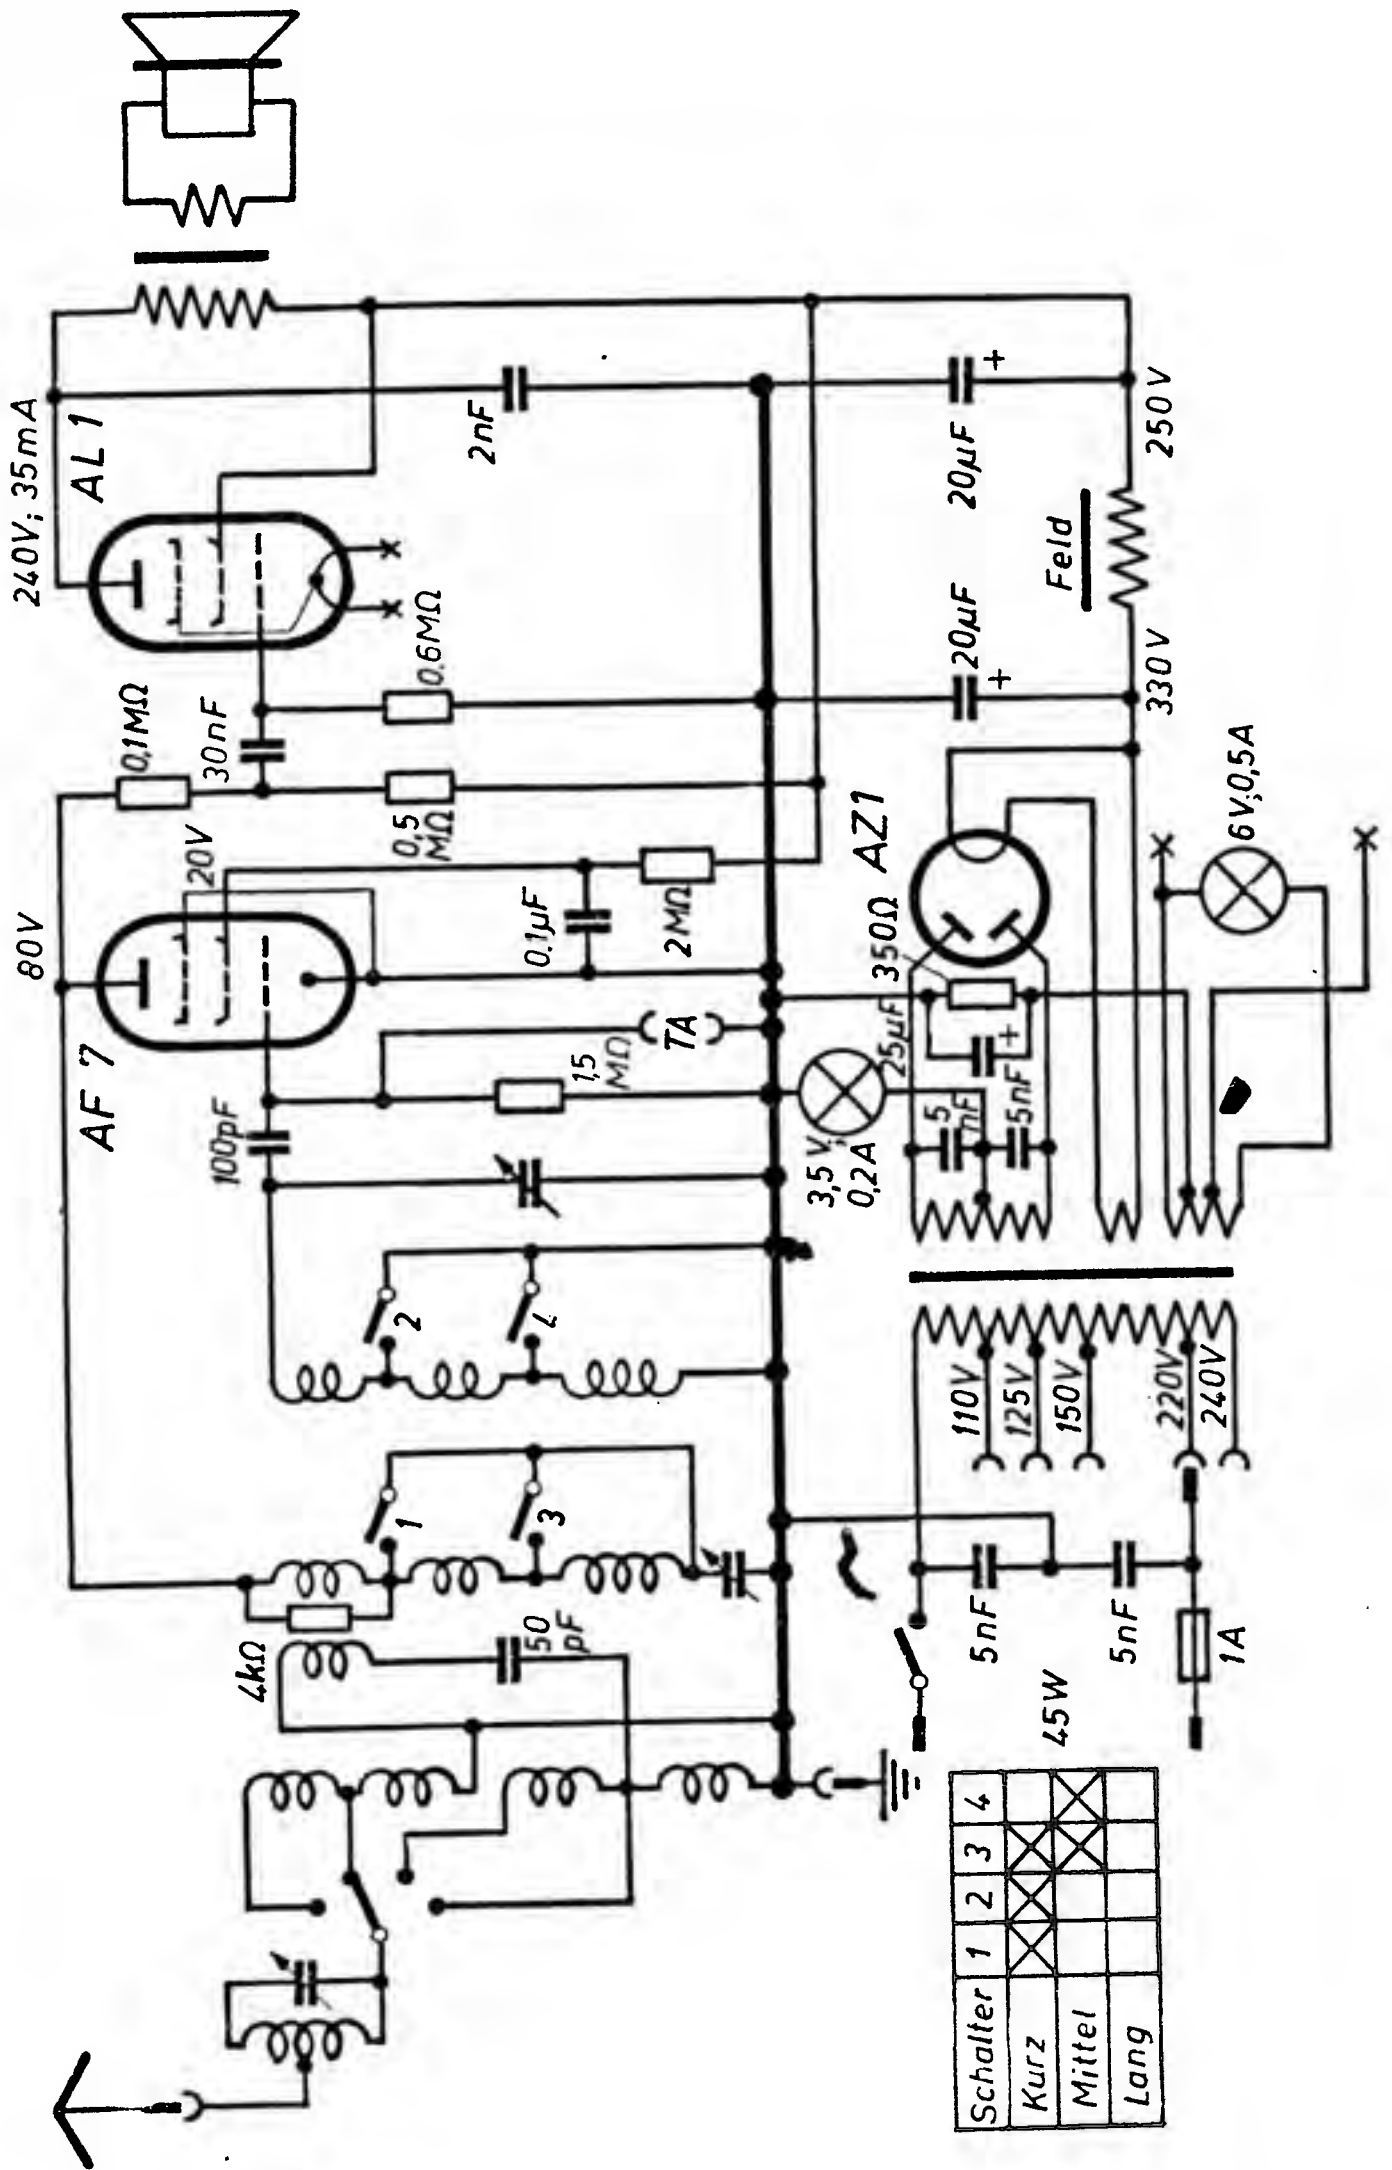 240V; 35mA
AL 1
80V
AF 7
20V
0,1MΩ
30nF
0.6MΩ
0,5
MΩ
2nF
0.1µF
2MΩ
TA
1,5
MΩ
100pF
2
4
1
3
4kΩ
50
pF
20µF
+
20µF
+
250V
Feld
330V
AZ1
350Ω
25µF
+
5
nF
5nF
3,5V;
0,2A
6V;0,5A
110V
125V
150V
220V
240V
5nF
5nF
1A
45W
Schalter 1 2 3 4
Kurz
Mittel
Lang